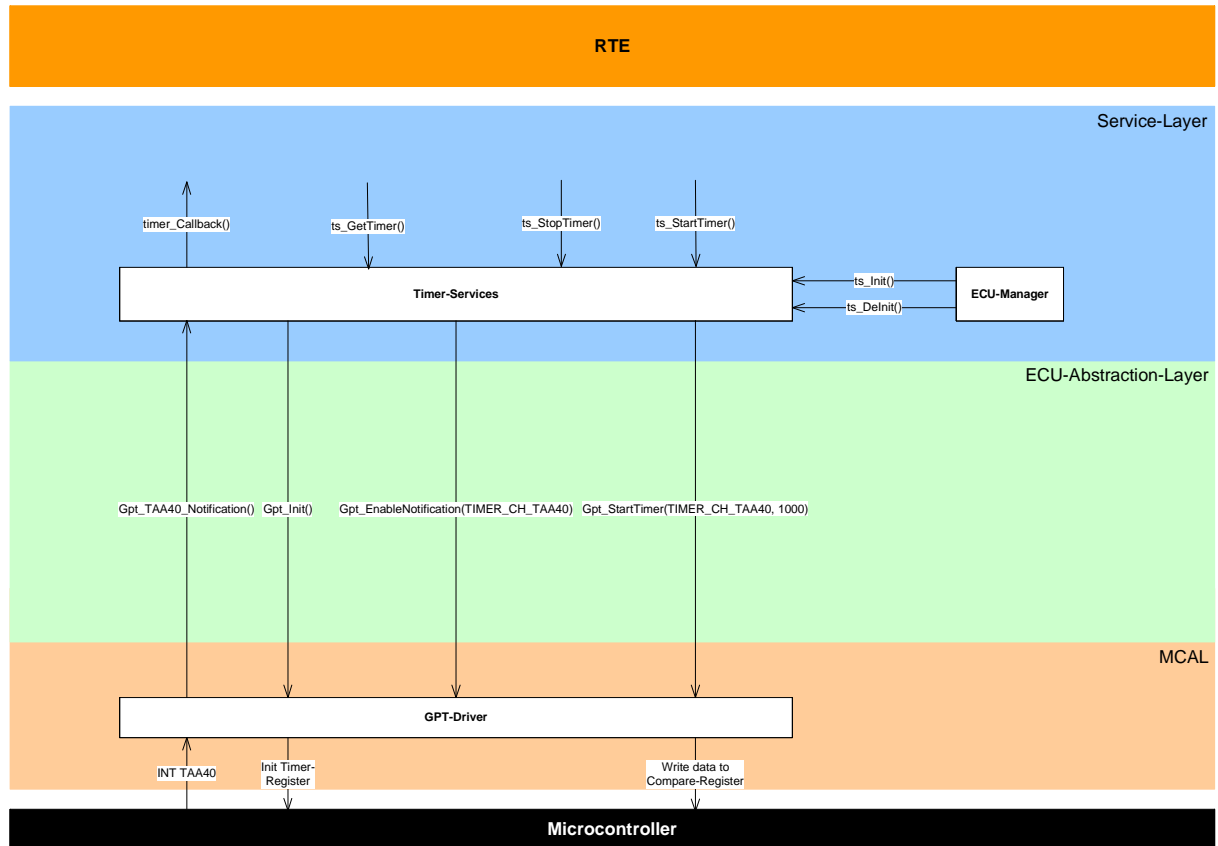 RTE
Service-Layer
timer_Callback()
ts_GetTimer()
ts_StopTimer()
ts_StartTimer()
ts_Init()
Timer-Services
ECU-Manager
ts_DeInit()
ECU-Abstraction-Layer
Gpt_TAA40_Notification()
Gpt_Init()
Gpt_EnableNotification(TIMER_CH_TAA40)
Gpt_StartTimer(TIMER_CH_TAA40, 1000)
MCAL
GPT-Driver
INT TAA40
Init Timer-
Register
Write data to
Compare-Register
Microcontroller